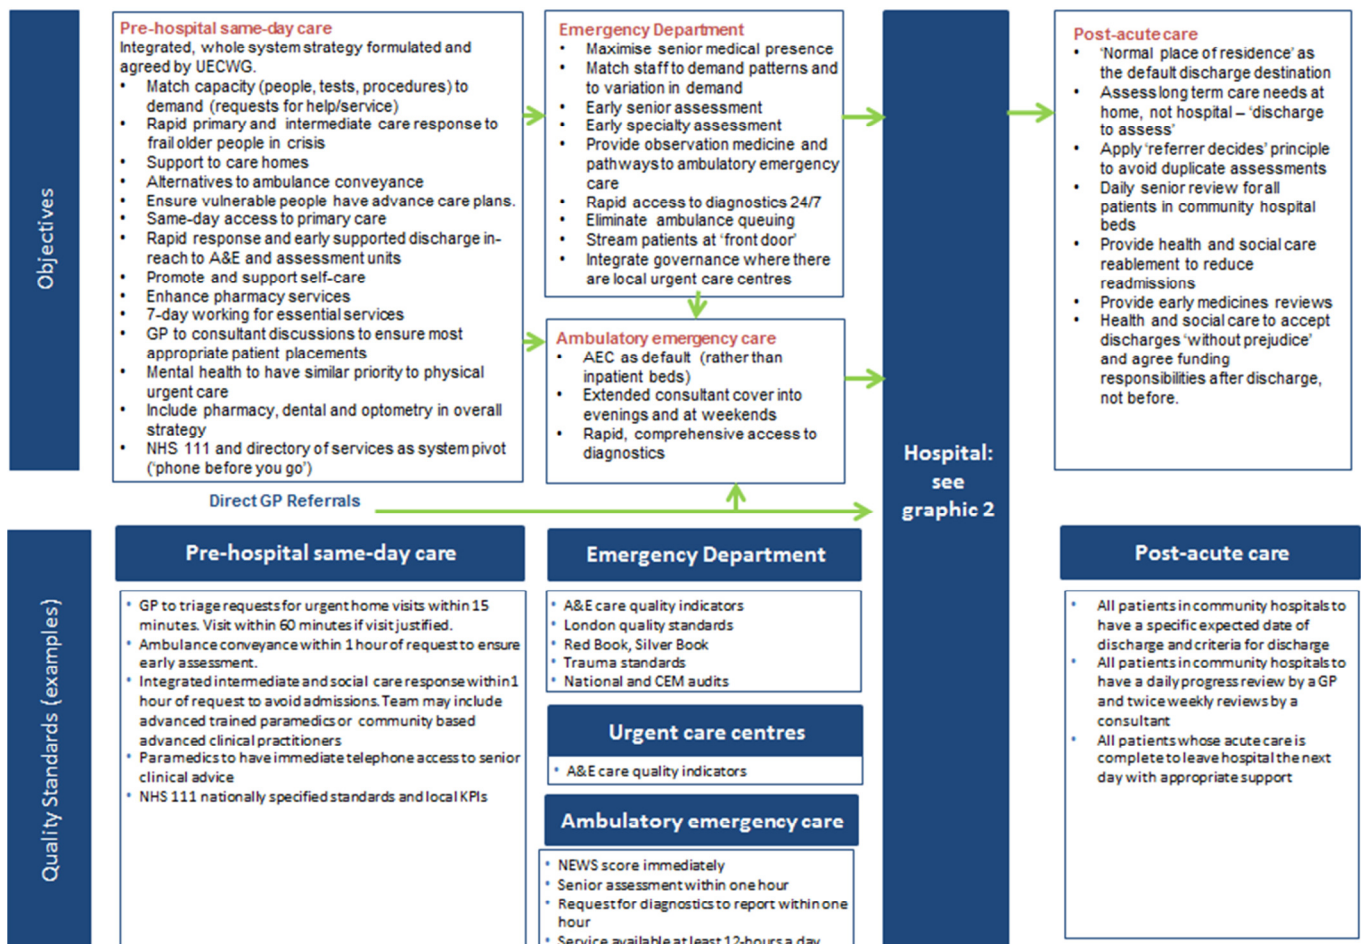 Objectives
Pre-hospital same-day care
Integrated, whole system strategy formulated and
agreed by UECWG.
• Match capacity (people, tests, procedures) to
demand (requests for help/service)
• Rapid primary and intermediate care response to
frail older people in crisis
• Support to care homes
• Alternatives to ambulance conveyance
• Ensure vulnerable people have advance care plans.
• Same-day access to primary care
• Rapid response and early supported discharge in-
reach to A&E and assessment units
• Promote and support self-care
• Enhance pharmacy services
• 7-day working for essential services
• GP to consultant discussions to ensure most
appropriate patient placements
• Mental health to have similar priority to physical
urgent care
• Include pharmacy, dental and optometry in overall
strategy
• NHS 111 and directory of services as system pivot
('phone before you go')
Emergency Department
• Maximise senior medical presence
• Match staff to demand patterns and
to variation in demand
• Early senior assessment
• Early specialty assessment
• Provide observation medicine and
pathways to ambulatory emergency
care
• Rapid access to diagnostics 24/7
• Eliminate ambulance queuing
• Stream patients at 'front door'
• Integrate governance where there
are local urgent care centres
Ambulatory emergency care
• AEC as default (rather than
inpatient beds)
• Extended consultant cover into
evenings and at weekends
• Rapid, comprehensive access to
diagnostics
Direct GP Referrals
Hospital:
see
graphic 2
Post-acute care
• 'Normal place of residence' as
the default discharge destination
• Assess long term care needs at
home, not hospital – 'discharge
to assess'
• Apply 'referrer decides' principle
to avoid duplicate assessments
• Daily senior review for all
patients in community hospital
beds
• Provide health and social care
reablement to reduce
readmissions
• Provide early medicines reviews
• Health and social care to accept
discharges 'without prejudice'
and agree funding
responsibilities after discharge,
not before.
Quality Standards (examples)
Pre-hospital same-day care
• GP to triage requests for urgent home visits within 15
minutes. Visit within 60 minutes if visit justified.
• Ambulance conveyance within 1 hour of request to ensure
early assessment.
• Integrated intermediate and social care response within 1
hour of request to avoid admissions. Team may include
advanced trained paramedics or community based
advanced clinical practitioners
• Paramedics to have immediate telephone access to senior
clinical advice
• NHS 111 nationally specified standards and local KPIs
Emergency Department
• A&E care quality indicators
• London quality standards
• Red Book, Silver Book
• Trauma standards
• National and CEM audits
Urgent care centres
• A&E care quality indicators
Ambulatory emergency care
• NEWS score immediately
• Senior assessment within one hour
• Request for diagnostics to report within one
hour
• Service available at least 12-hours a day
Post-acute care
• All patients in community hospitals to
have a specific expected date of
discharge and criteria for discharge
• All patients in community hospitals to
have a daily progress review by a GP
and twice weekly reviews by a
consultant
• All patients whose acute care is
complete to leave hospital the next
day with appropriate support